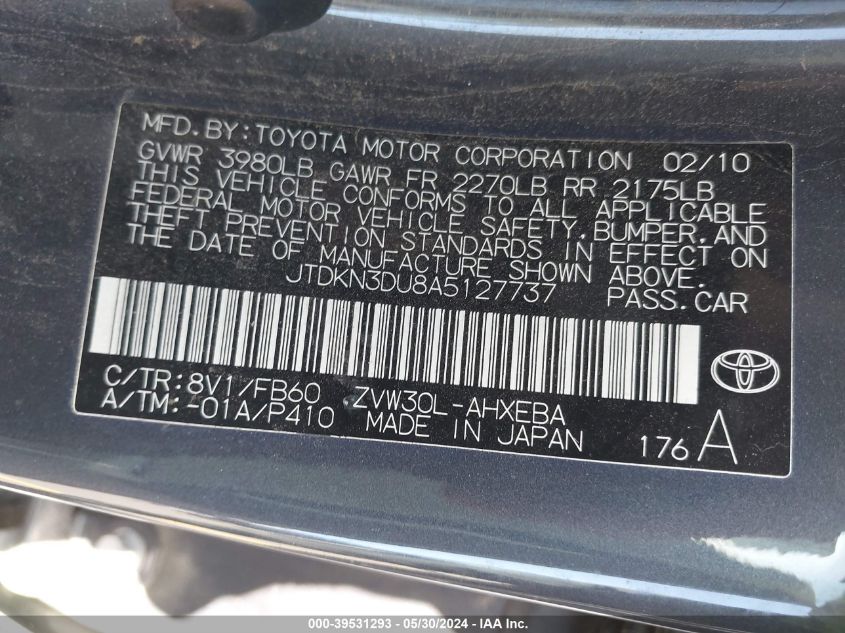 MFD.BY:TOYOTA MOTOR CORPORATION 02/10
GVWR 3980LB GAWR FR 2270LB RR 2175LB
THIS VEHICLE CONFORMS TO ALL APPLICABLE
FEDERAL MOTOR VEHICLE SAFETY,BUMPER,AND
THEFT PREVENTION STANDARDS IN EFFECT ON
THE DATE OF MANUFACTURE SHOWN ABOVE.
JTDKN3DU8A5127737 PASS.CAR
C/TR:8V1/FB60 ZVW30L-AHXEBA
A/TM:-01A/P410 MADE IN JAPAN 176 A
000-39531293 - 05/30/2024 - IAA Inc.